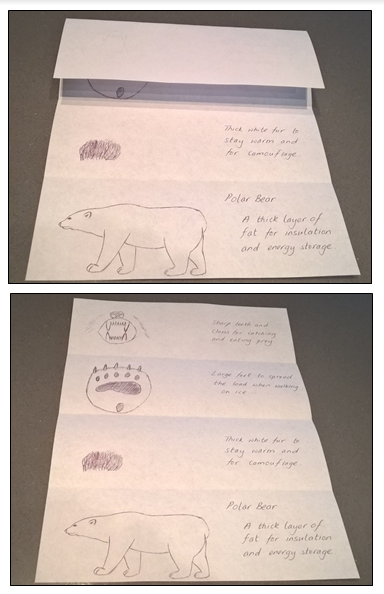 Thick white fur to
stay warm and
for camouflage.
Polar Bear
A thick layer of
fat for insulation
and energy storage
Sharp teeth and
claws for catching
and eating prey
Large feet to spread
the load when walking
on ice
Thick white fur to
stay warm and
for camouflage.
Polar Bear
A thick layer of
fat for insulation
and energy storage